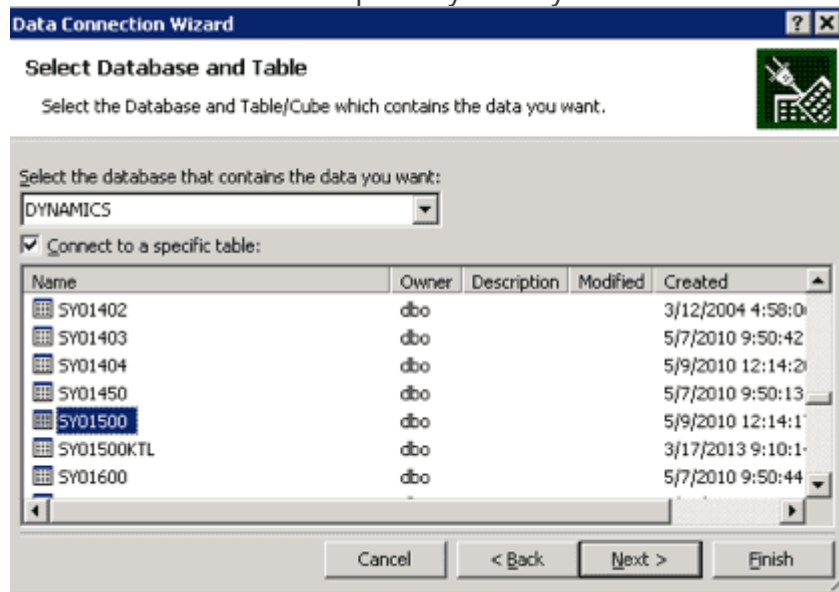 Data Connection Wizard
Select Database and Table
Select the Database and Table/Cube which contains the data you want.
Select the database that contains the data you want:
DYNAMICS
Connect to a specific table:
Name Owner Description Modified Created
SY01402 dbo 3/12/2004 4:58:0
SY01403 dbo 5/7/2010 9:50:42
SY01404 dbo 5/9/2010 12:14:2
SY01450 dbo 5/7/2010 9:50:13
SY01500 dbo 5/9/2010 12:14:1
SY01500KTL dbo 3/17/2013 9:10:1
SY01600 dbo 5/7/2010 9:50:44
Cancel < Back Next > Finish